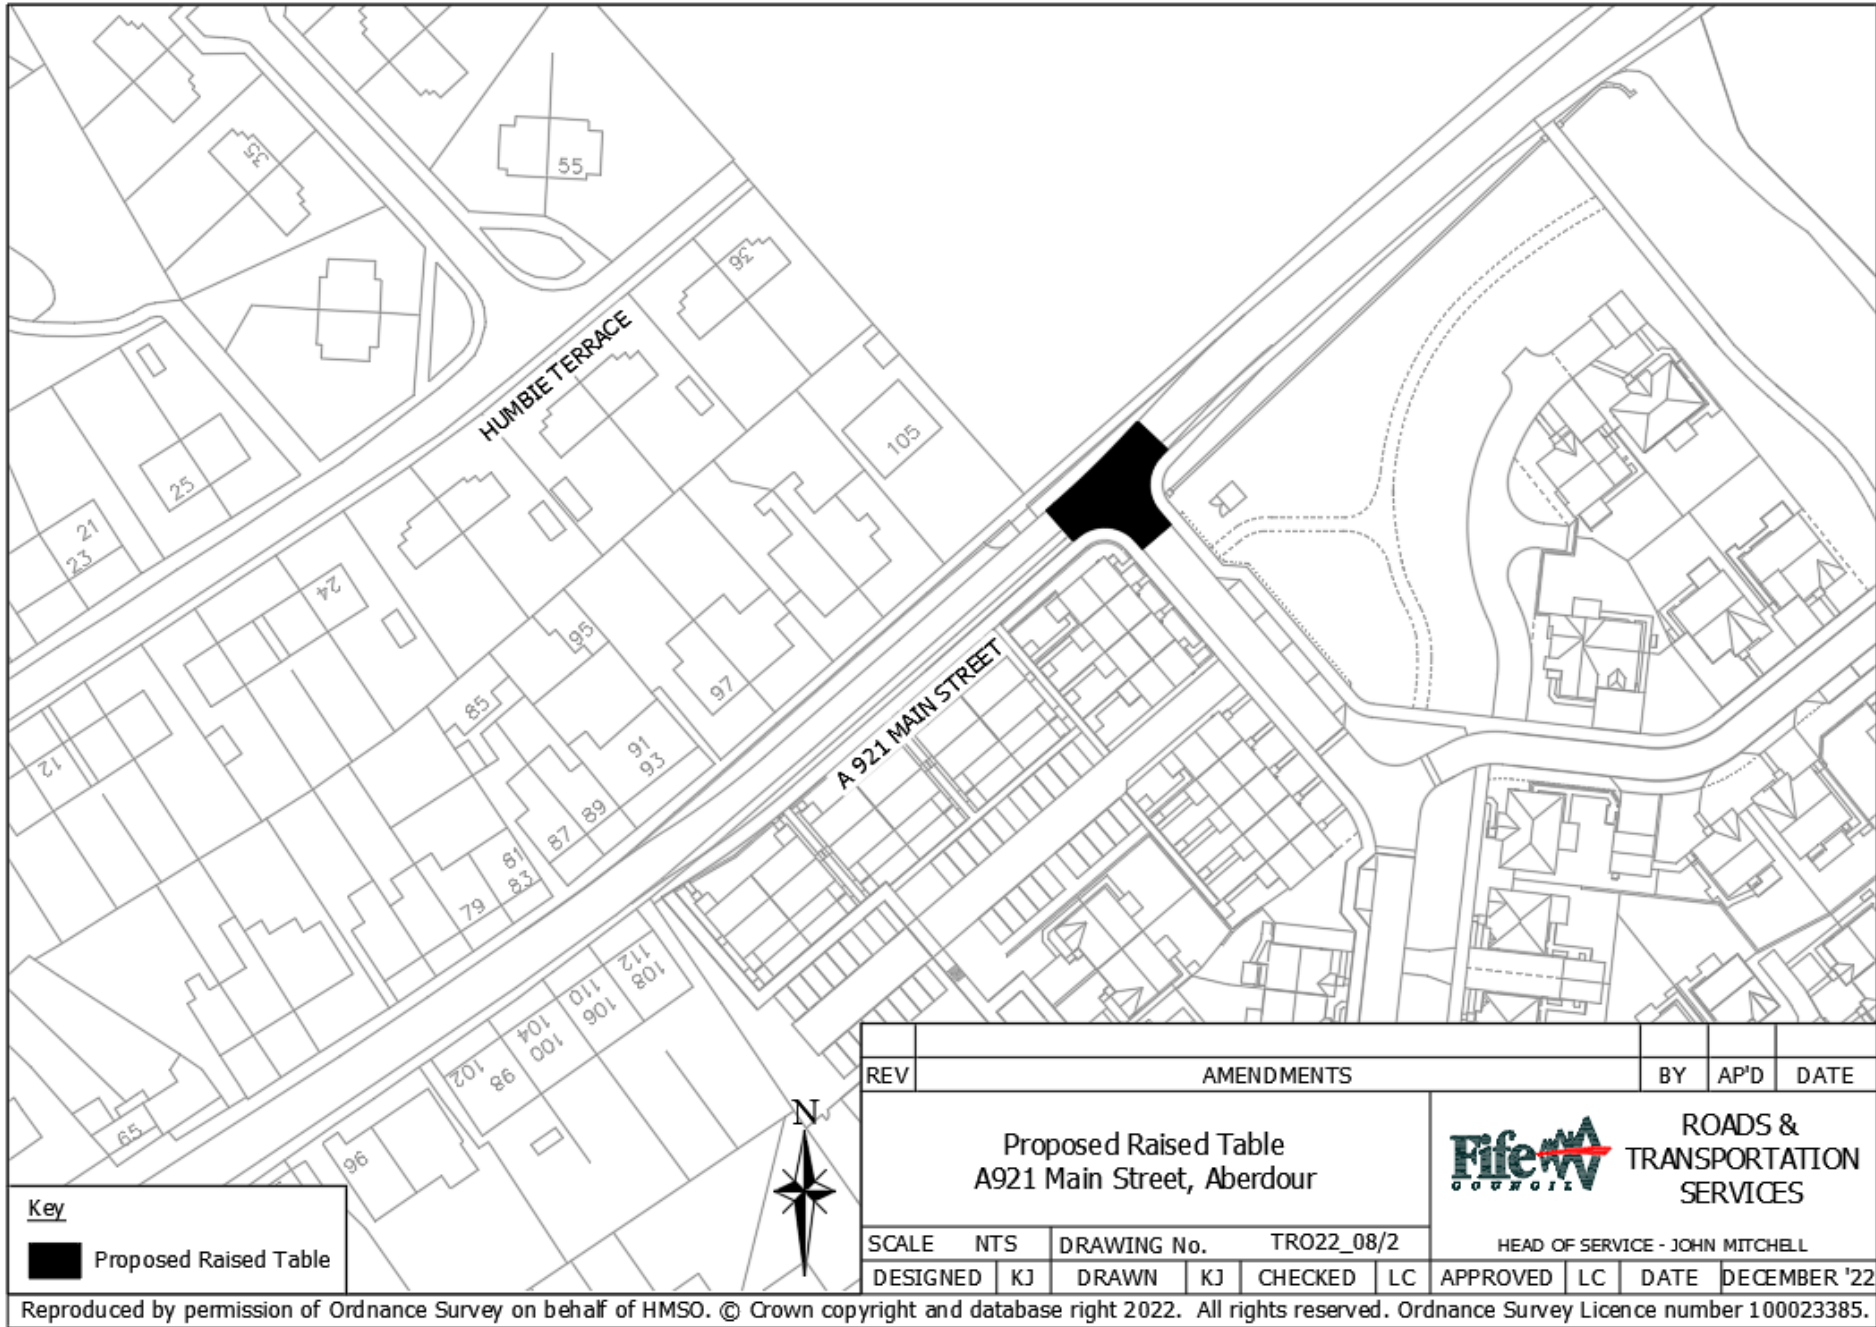 55
35
36
HUMBIE TERRACE
105
25
21
23
24
95
97
85
12
A 921 MAIN STREET
91
93
89
87
81
83
79
112
108
110
106
104
100
102
98
96
65
N
REV AMENDMENTS BY AP'D DATE
Proposed Raised Table
A921 Main Street, Aberdour
Fife
COUNCIL
ROADS &
TRANSPORTATION
SERVICES
HEAD OF SERVICE - JOHN MITCHELL
SCALE NTS DRAWING No. TRO22_08/2
DESIGNED KJ DRAWN KJ CHECKED LC APPROVED LC DATE DECEMBER '22
Key
Proposed Raised Table
Reproduced by permission of Ordnance Survey on behalf of HMSO. © Crown copyright and database right 2022. All rights reserved. Ordnance Survey Licence number 100023385.